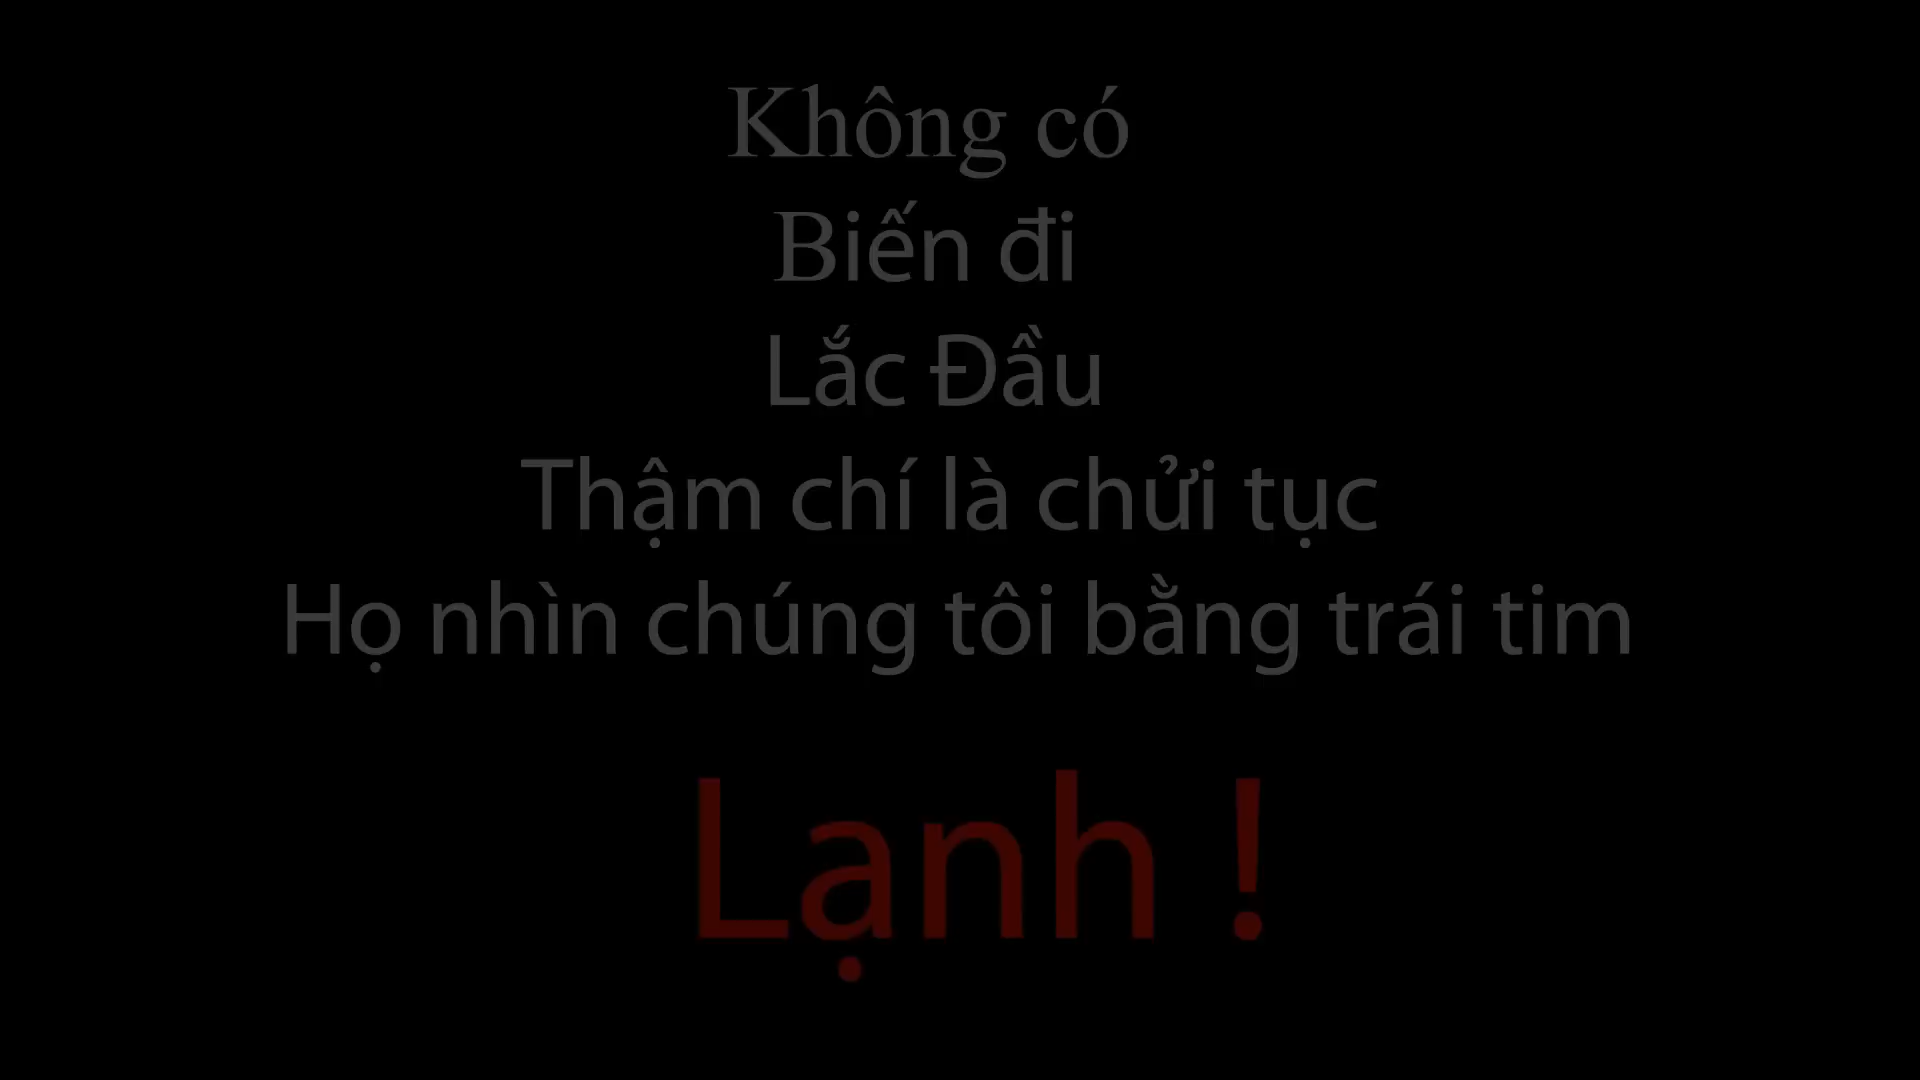 Không có
Biến đi
Lắc Đầu
Thậm chí là chửi tục
Họ nhìn chúng tôi bằng trái tim
Lạnh !